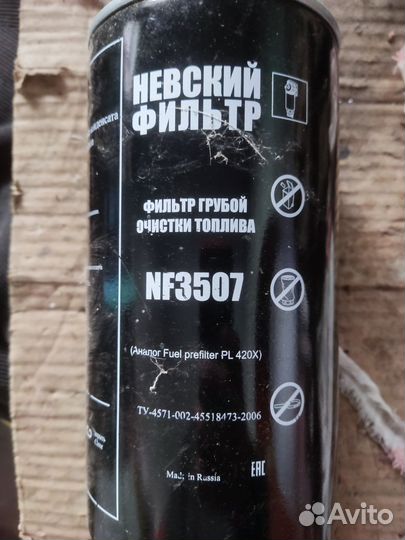 НЕВСКИЙ
ФИЛЬТР
ФИЛЬТР ГРУБОЙ
ОЧИСТКИ ТОПЛИВА
NF3507
(Аналог Fuel prefilter PL 420X)
ТУ-4571-002-45518473-2006
Made in Russia
EAC
Avito